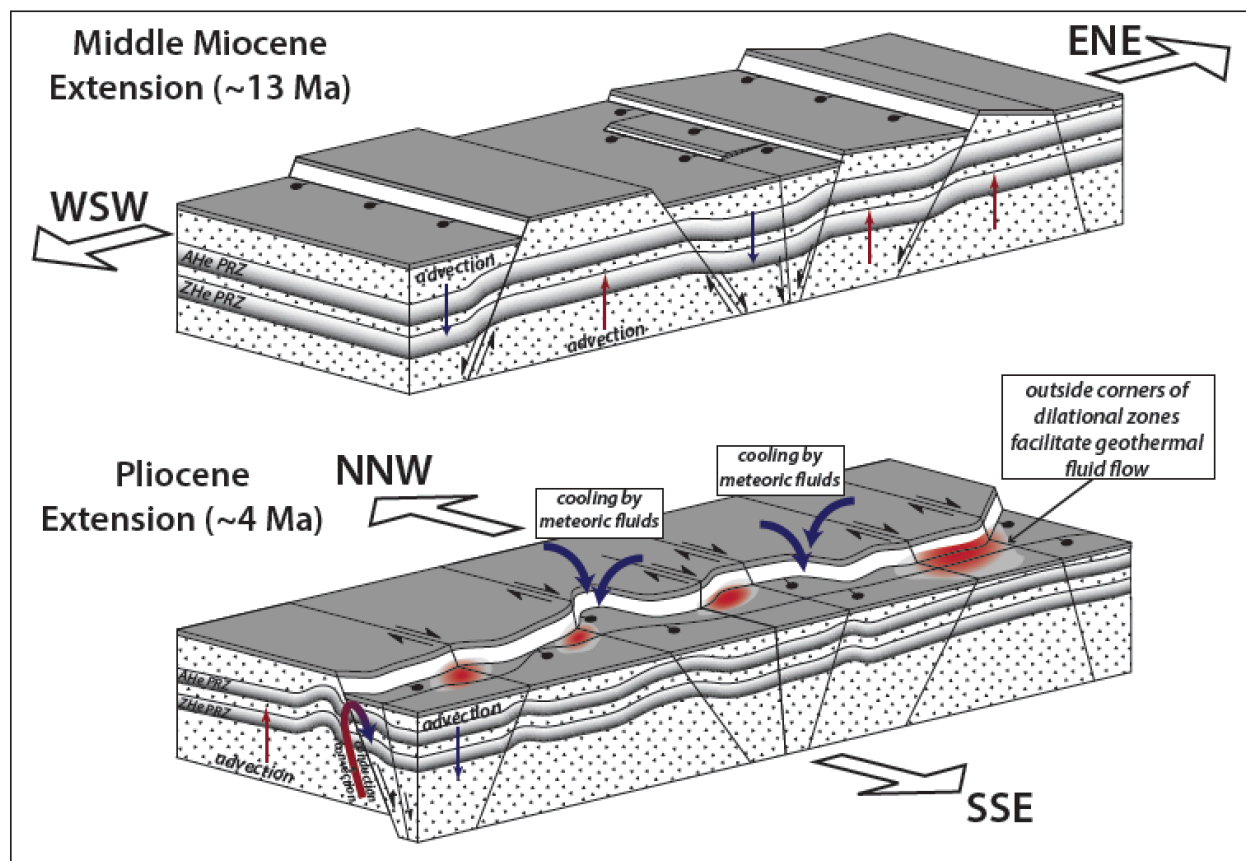 Middle Miocene
Extension (~13 Ma)
ENE
WSW
AHe PRZ
ZHe PRZ
advection
advection
outside corners of
dilational zones
facilitate geothermal
fluid flow
Pliocene
Extension (~4 Ma)
NNW
cooling by
meteoric fluids
cooling by
meteoric fluids
AHe PRZ
ZHe PRZ
advection
advection
conduction
convection
SSE